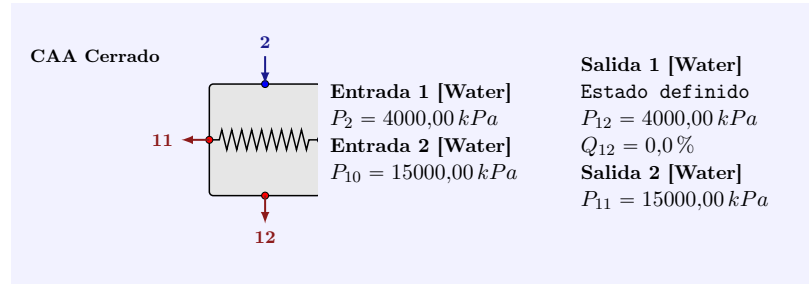 CAA Cerrado
2
11
12
Entrada 1 [Water]
P₂ = 4000,00 kPa
Entrada 2 [Water]
P₁₀ = 15000,00 kPa
Salida 1 [Water]
Estado definido
P₁₂ = 4000,00 kPa
Q₁₂ = 0,0 %
Salida 2 [Water]
P₁₁ = 15000,00 kPa